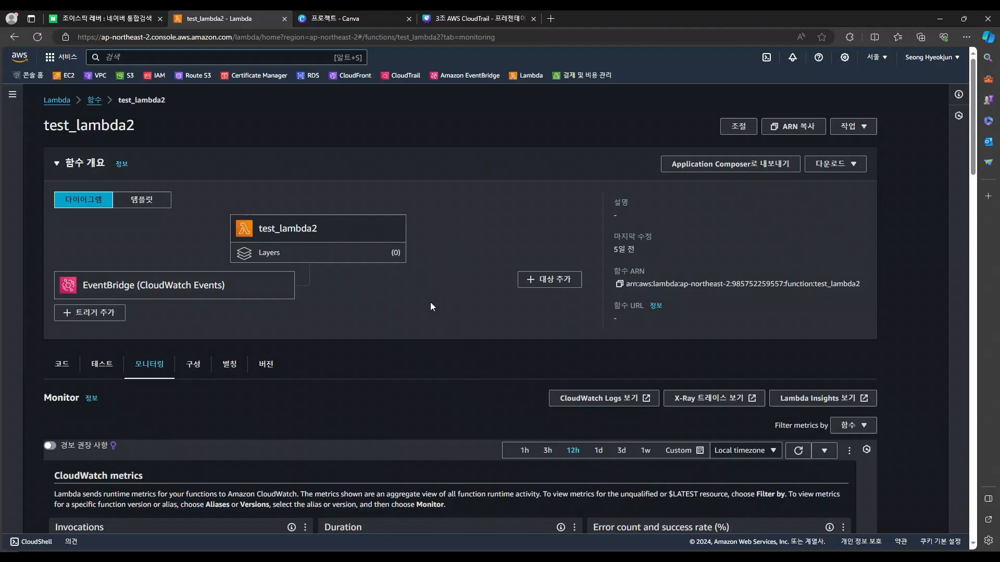 조이스틱 레버 : 네이버 통합검색
test_lambda2 - Lambda
프로젝트 - Canva
3조 AWS CloudTrail - 프레젠테이
https://ap-northeast-2.console.aws.amazon.com/lambda/home?region=ap-northeast-2#/functions/test_lambda2?tab=monitoring
aws
서비스
검색
[알트+S]
서울
Seong Hyeokjun
콘솔 홈
EC2
VPC
S3
IAM
Route 53
Certificate Manager
RDS
CloudFront
CloudTrail
Amazon EventBridge
Lambda
결제 및 비용 관리
Lambda
함수
test_lambda2
test_lambda2
조절
ARN 복사
작업
함수 개요
정보
Application Composer로 내보내기
다운로드
다이어그램
템플릿
test_lambda2
Layers
(0)
EventBridge (CloudWatch Events)
+ 트리거 추가
+ 대상 추가
설명
-
마지막 수정
5일 전
함수 ARN
arn:aws:lambda:ap-northeast-2:985752259557:function:test_lambda2
함수 URL 정보
-
코드
테스트
모니터링
구성
별칭
버전
Monitor 정보
CloudWatch Logs 보기
X-Ray 트레이스 보기
Lambda Insights 보기
Filter metrics by
함수
경보 권장 사항
1h
3h
12h
1d
3d
1w
Custom
Local timezone
CloudWatch metrics
Lambda sends runtime metrics for your functions to Amazon CloudWatch. The metrics shown are an aggregate view of all function runtime activity. To view metrics for the unqualified or $LATEST resource, choose Filter by. To view metrics
for a specific function version or alias, choose Aliases or Versions, select the alias or version, and then choose Monitor.
Invocations
Duration
Error count and success rate (%)
CloudShell
의견
© 2024, Amazon Web Services, Inc. 또는 계열사.
개인 정보 보호
약관
쿠키 기본 설정